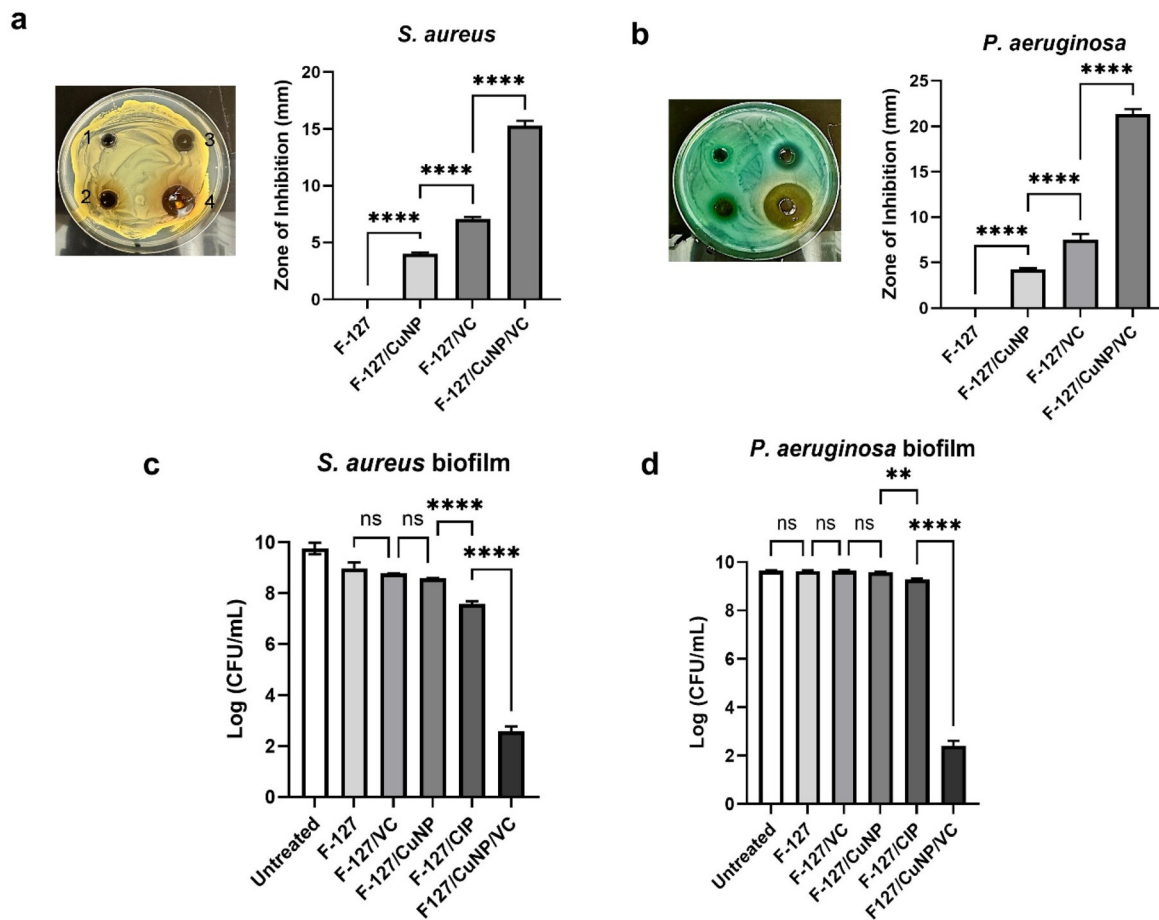 a
S. aureus
1
2
3
4
Zone of Inhibition (mm)
20
15
10
5
0
****
****
****
F-127
F-127/CuNP
F-127/VC
F-127/CuNP/VC
b
P. aeruginosa
Zone of Inhibition (mm)
25
20
15
10
5
0
****
****
****
F-127
F-127/CuNP
F-127/VC
F-127/CuNP/VC
c
S. aureus biofilm
Log (CFU/mL)
10
8
6
4
2
0
ns
ns
****
****
Untreated
F-127
F-127/VC
F-127/CuNP
F-127/CIP
F127/CuNP/VC
d
P. aeruginosa biofilm
Log (CFU/mL)
10
8
6
4
2
0
ns
ns
ns
**
****
Untreated
F-127
F-127/VC
F-127/CuNP
F-127/CIP
F127/CuNP/VC